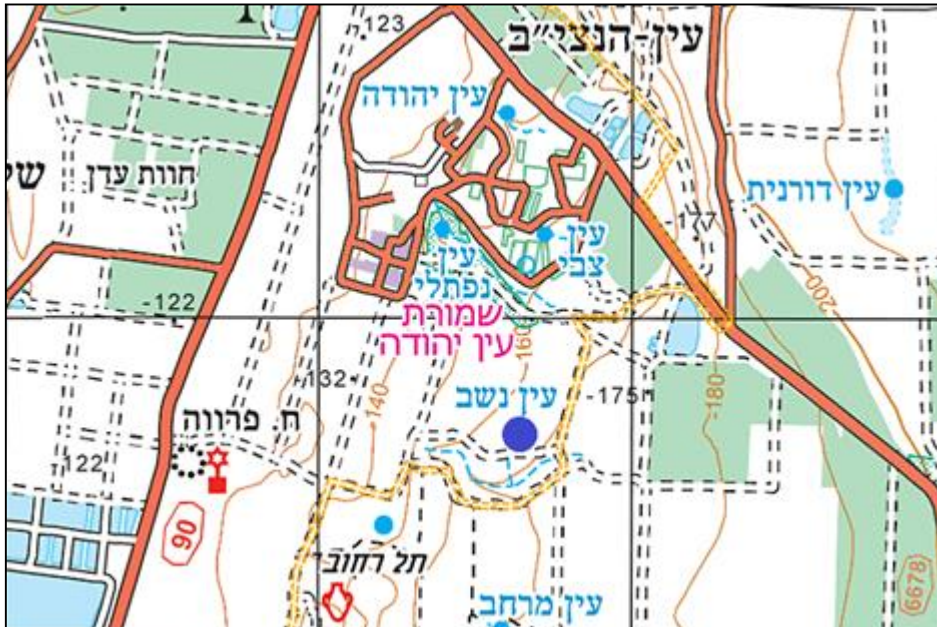 -123
עין-הנצי״ב
עין יהודה
חוות עדן
של
עין דורנית
-177
עין
צבי
עין
נפתלי
-122
200
שמורת
עין יהודה
160
-132
-140
-175
-180
עין נשב
ח. פרווה
122
90
תל רחוב
עין מרחב
6678